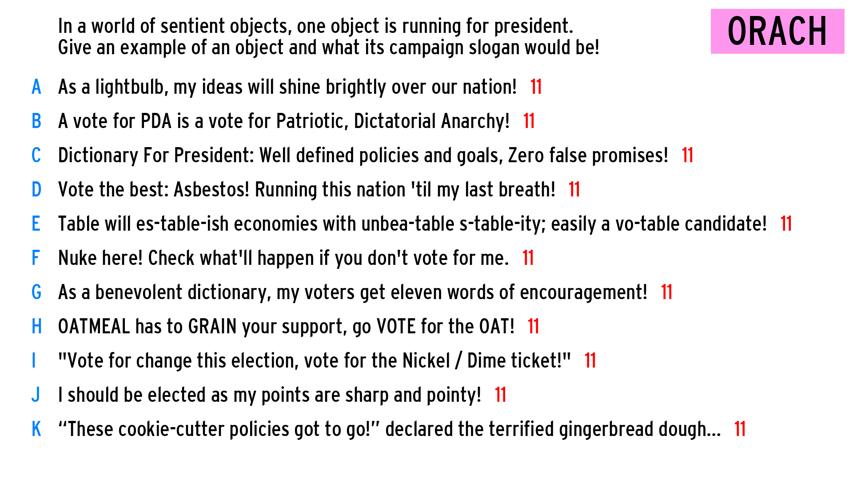 In a world of sentient objects, one object is running for president.
Give an example of an object and what its campaign slogan would be!
ORACH
A As a lightbulb, my ideas will shine brightly over our nation! 11
B A vote for PDA is a vote for Patriotic, Dictatorial Anarchy! 11
C Dictionary For President: Well defined policies and goals, Zero false promises! 11
D Vote the best: Asbestos! Running this nation 'til my last breath! 11
E Table will es-table-ish economies with unbea-table s-table-ity; easily a vo-table candidate! 11
F Nuke here! Check what'll happen if you don't vote for me. 11
G As a benevolent dictionary, my voters get eleven words of encouragement! 11
H OATMEAL has to GRAIN your support, go VOTE for the OAT! 11
I "Vote for change this election, vote for the Nickel / Dime ticket!" 11
J I should be elected as my points are sharp and pointy! 11
K “These cookie-cutter policies got to go!” declared the terrified gingerbread dough... 11